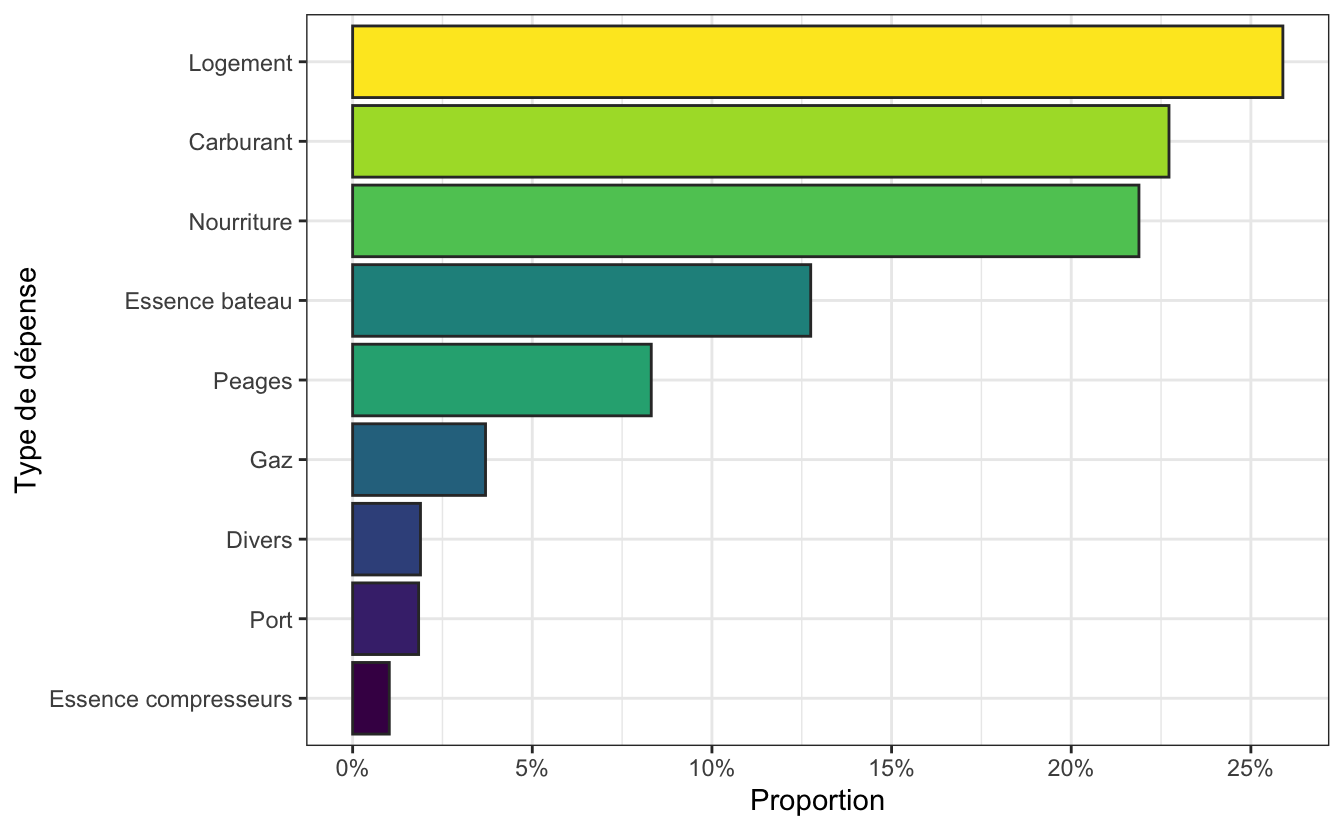 Type de dépense
Logement
Carburant
Nourriture
Essence bateau
Peages
Gaz
Divers
Port
Essence compresseurs
0% 5% 10% 15% 20% 25%
Proportion